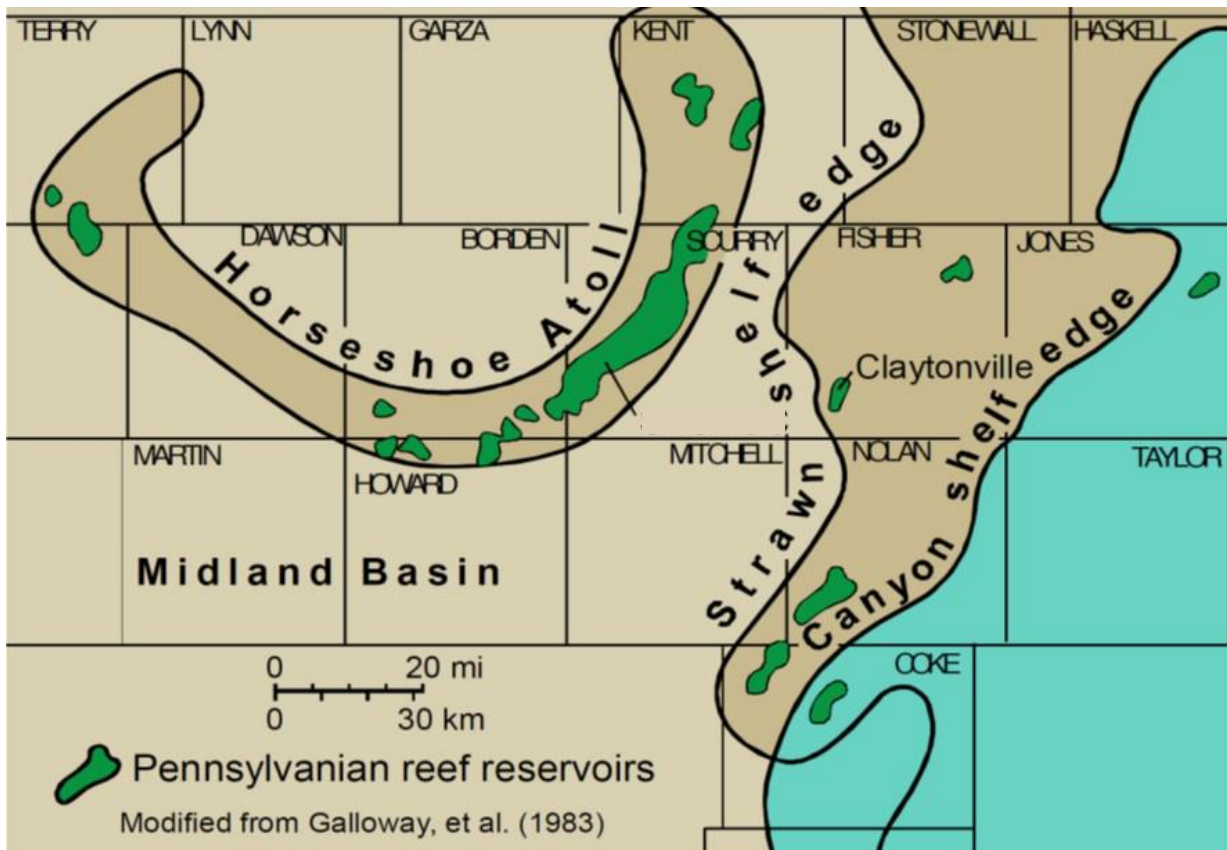 TERRY
LYNN
GARZA
KENT
STONEWALL
HASKELL
DAWSON
BORDEN
SCURRY
FISHER
JONES
Horseshoe Atoll
Strawn shelf edge
Claytonville
Canyon shelf edge
MARTIN
HOWARD
MITCHELL
NOLAN
TAYLOR
Midland Basin
COKE
0 20 mi
0 30 km
Pennsylvanian reef reservoirs
Modified from Galloway, et al. (1983)